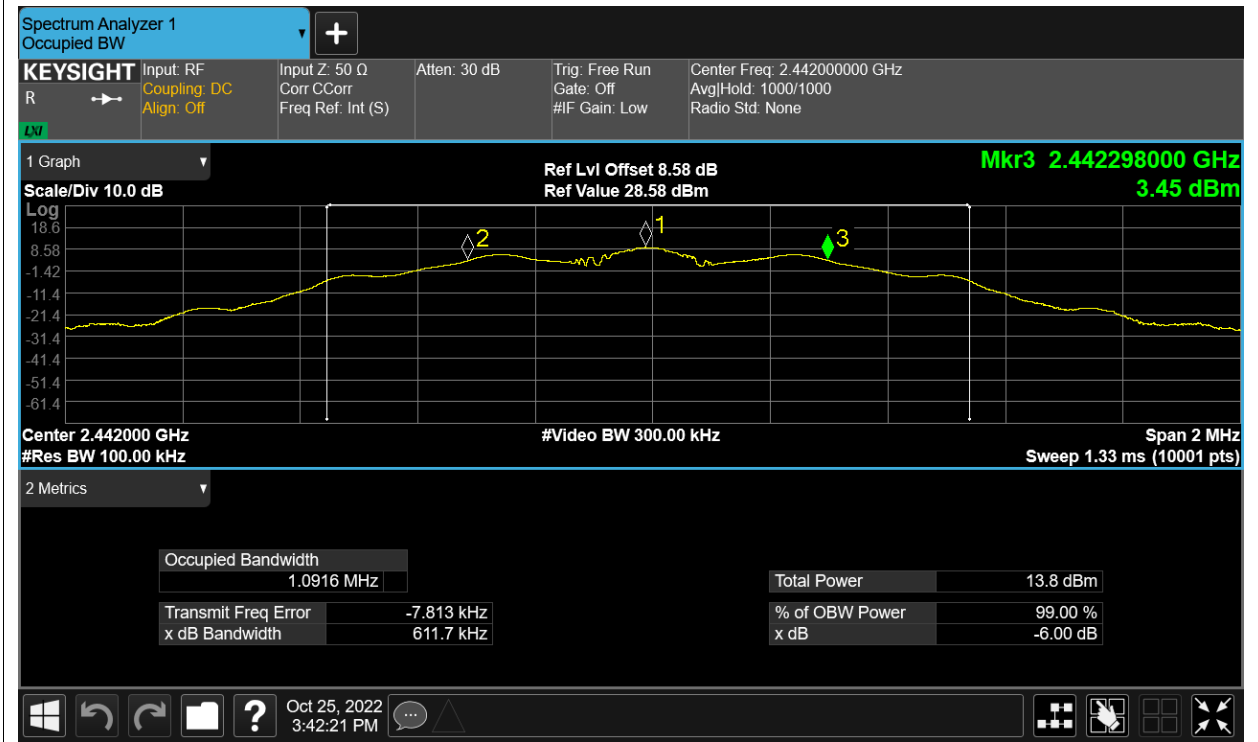 Spectrum Analyzer 1
Occupied BW
KEYSIGHT
R
LXI
Input: RF
Coupling: DC
Align: Off
Input Z: 50 Ω
Corr CCorr
Freq Ref: Int (S)
Atten: 30 dB
Trig: Free Run
Gate: Off
#IF Gain: Low
Center Freq: 2.442000000 GHz
Avg|Hold: 1000/1000
Radio Std: None
1 Graph
Scale/Div 10.0 dB
Ref Lvl Offset 8.58 dB
Ref Value 28.58 dBm
Mkr3 2.442298000 GHz
3.45 dBm
Log
18.6
8.58
-1.42
-11.4
-21.4
-31.4
-41.4
-51.4
-61.4
2
1
3
Center 2.442000 GHz
#Video BW 300.00 kHz
Span 2 MHz
#Res BW 100.00 kHz
Sweep 1.33 ms (10001 pts)
2 Metrics
Occupied Bandwidth
1.0916 MHz
Transmit Freq Error -7.813 kHz
x dB Bandwidth 611.7 kHz
Total Power 13.8 dBm
% of OBW Power 99.00 %
x dB -6.00 dB
?
Oct 25, 2022
3:42:21 PM